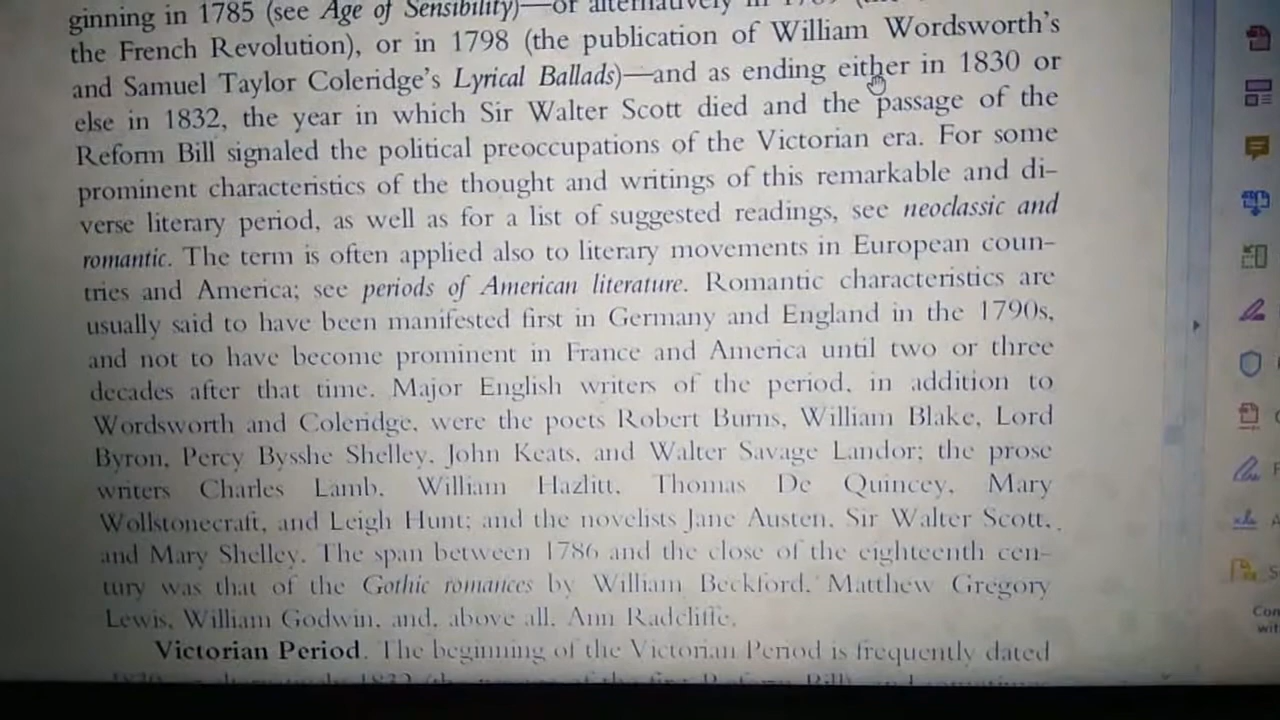 ginning in 1785 (see Age of Sensibility)—or alternatively in
the French Revolution), or in 1798 (the publication of William Wordsworth's
and Samuel Taylor Coleridge's Lyrical Ballads)—and as ending either in 1830 or
else in 1832, the year in which Sir Walter Scott died and the passage of the
Reform Bill signaled the political preoccupations of the Victorian era. For some
prominent characteristics of the thought and writings of this remarkable and di-
verse literary period, as well as for a list of suggested readings, see neoclassic and
romantic. The term is often applied also to literary movements in European coun-
tries and America; see periods of American literature. Romantic characteristics are
usually said to have been manifested first in Germany and England in the 1790s,
and not to have become prominent in France and America until two or three
decades after that time. Major English writers of the period, in addition to
Wordsworth and Coleridge, were the poets Robert Burns, William Blake, Lord
Byron, Percy Bysshe Shelley, John Keats, and Walter Savage Landor; the prose
writers Charles Lamb, William Hazlitt, Thomas De Quincey, Mary
Wollstonecraft, and Leigh Hunt; and the novelists Jane Austen, Sir Walter Scott,
and Mary Shelley. The span between 1786 and the close of the eighteenth cen-
tury was that of the Gothic romances by William Beckford, Matthew Gregory
Lewis, William Godwin, and, above all, Ann Radcliffe.
Victorian Period. The beginning of the Victorian Period is frequently dated